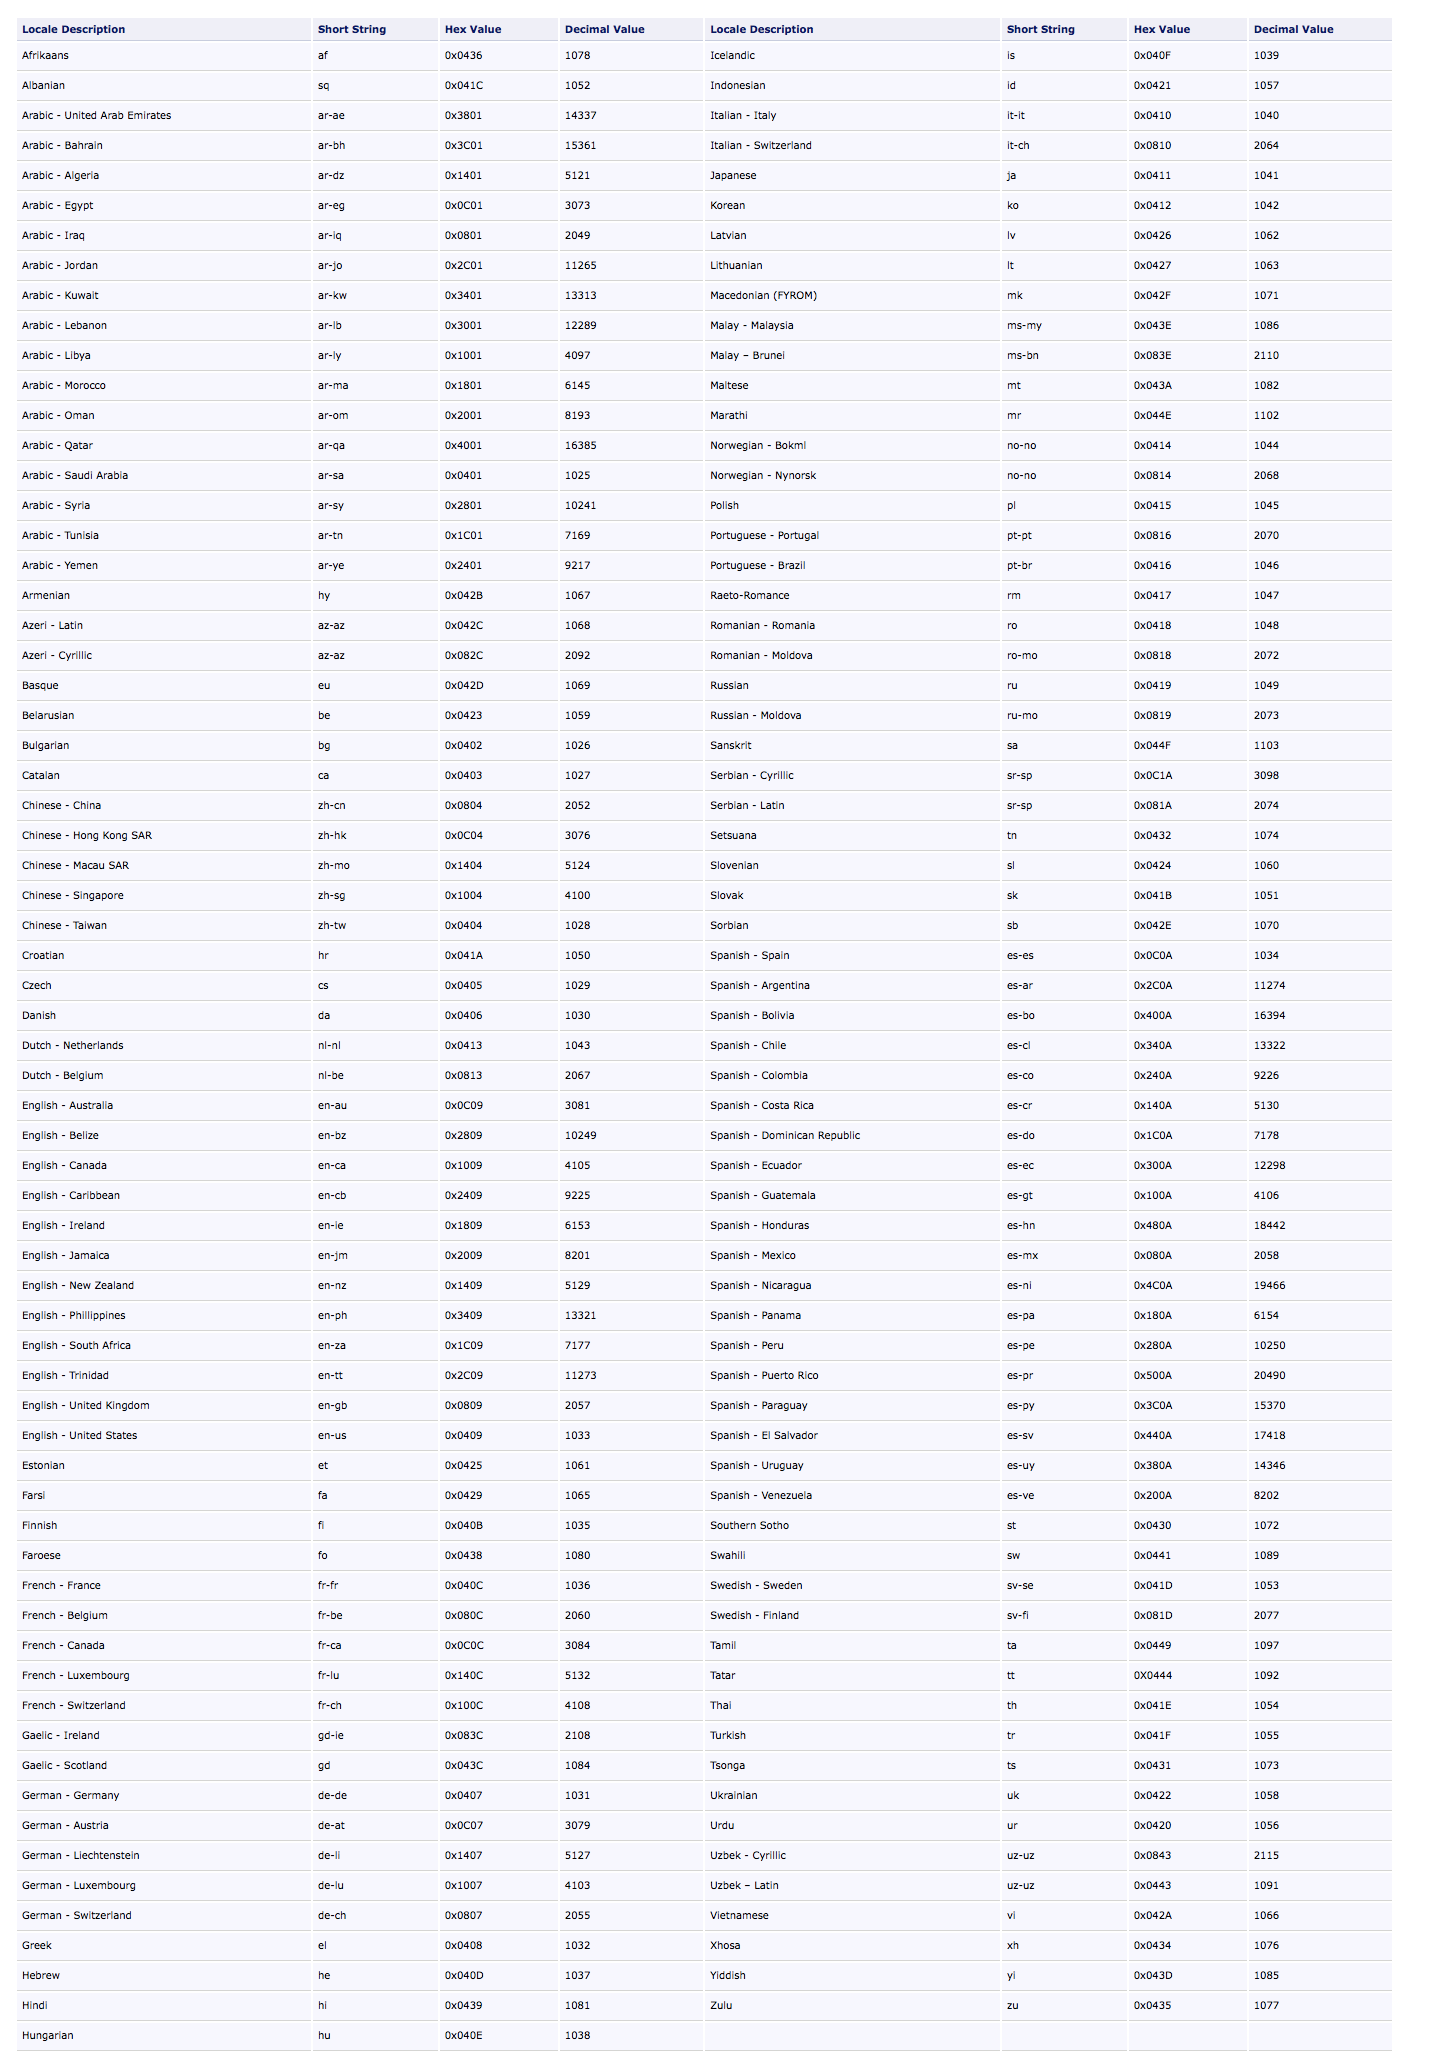 Locale Description Short String Hex Value Decimal Value Locale Description Short String Hex Value Decimal Value
Afrikaans af 0x0436 1078 Icelandic is 0x040F 1039
Albanian sq 0x041C 1052 Indonesian id 0x0421 1057
Arabic - United Arab Emirates ar-ae 0x3801 14337 Italian - Italy it-it 0x0410 1040
Arabic - Bahrain ar-bh 0x3C01 15361 Italian - Switzerland it-ch 0x0810 2064
Arabic - Algeria ar-dz 0x1401 5121 Japanese ja 0x0411 1041
Arabic - Egypt ar-eg 0x0C01 3073 Korean ko 0x0412 1042
Arabic - Iraq ar-iq 0x0801 2049 Latvian lv 0x0426 1062
Arabic - Jordan ar-jo 0x2C01 11265 Lithuanian lt 0x0427 1063
Arabic - Kuwait ar-kw 0x3401 13313 Macedonian (FYROM) mk 0x042F 1071
Arabic - Lebanon ar-lb 0x3001 12289 Malay - Malaysia ms-my 0x043E 1086
Arabic - Libya ar-ly 0x1001 4097 Malay – Brunei ms-bn 0x083E 2110
Arabic - Morocco ar-ma 0x1801 6145 Maltese mt 0x043A 1082
Arabic - Oman ar-om 0x2001 8193 Marathi mr 0x044E 1102
Arabic - Qatar ar-qa 0x4001 16385 Norwegian - Bokml no-no 0x0414 1044
Arabic - Saudi Arabia ar-sa 0x0401 1025 Norwegian - Nynorsk no-no 0x0814 2068
Arabic - Syria ar-sy 0x2801 10241 Polish pl 0x0415 1045
Arabic - Tunisia ar-tn 0x1C01 7169 Portuguese - Portugal pt-pt 0x0816 2070
Arabic - Yemen ar-ye 0x2401 9217 Portuguese - Brazil pt-br 0x0416 1046
Armenian hy 0x042B 1067 Raeto-Romance rm 0x0417 1047
Azeri - Latin az-az 0x042C 1068 Romanian - Romania ro 0x0418 1048
Azeri - Cyrillic az-az 0x082C 2092 Romanian - Moldova ro-mo 0x0818 2072
Basque eu 0x042D 1069 Russian ru 0x0419 1049
Belarusian be 0x0423 1059 Russian - Moldova ru-mo 0x0819 2073
Bulgarian bg 0x0402 1026 Sanskrit sa 0x044F 1103
Catalan ca 0x0403 1027 Serbian - Cyrillic sr-sp 0x0C1A 3098
Chinese - China zh-cn 0x0804 2052 Serbian - Latin sr-sp 0x081A 2074
Chinese - Hong Kong SAR zh-hk 0x0C04 3076 Setsuana tn 0x0432 1074
Chinese - Macau SAR zh-mo 0x1404 5124 Slovenian sl 0x0424 1060
Chinese - Singapore zh-sg 0x1004 4100 Slovak sk 0x041B 1051
Chinese - Taiwan zh-tw 0x0404 1028 Sorbian sb 0x042E 1070
Croatian hr 0x041A 1050 Spanish - Spain es-es 0x0C0A 1034
Czech cs 0x0405 1029 Spanish - Argentina es-ar 0x2C0A 11274
Danish da 0x0406 1030 Spanish - Bolivia es-bo 0x400A 16394
Dutch - Netherlands nl-nl 0x0413 1043 Spanish - Chile es-cl 0x340A 13322
Dutch - Belgium nl-be 0x0813 2067 Spanish - Colombia es-co 0x240A 9226
English - Australia en-au 0x0C09 3081 Spanish - Costa Rica es-cr 0x140A 5130
English - Belize en-bz 0x2809 10249 Spanish - Dominican Republic es-do 0x1C0A 7178
English - Canada en-ca 0x1009 4105 Spanish - Ecuador es-ec 0x300A 12298
English - Caribbean en-cb 0x2409 9225 Spanish - Guatemala es-gt 0x100A 4106
English - Ireland en-ie 0x1809 6153 Spanish - Honduras es-hn 0x480A 18442
English - Jamaica en-jm 0x2009 8201 Spanish - Mexico es-mx 0x080A 2058
English - New Zealand en-nz 0x1409 5129 Spanish - Nicaragua es-ni 0x4C0A 19466
English - Phillippines en-ph 0x3409 13321 Spanish - Panama es-pa 0x180A 6154
English - South Africa en-za 0x1C09 7177 Spanish - Peru es-pe 0x280A 10250
English - Trinidad en-tt 0x2C09 11273 Spanish - Puerto Rico es-pr 0x500A 20490
English - United Kingdom en-gb 0x0809 2057 Spanish - Paraguay es-py 0x3C0A 15370
English - United States en-us 0x0409 1033 Spanish - El Salvador es-sv 0x440A 17418
Estonian et 0x0425 1061 Spanish - Uruguay es-uy 0x380A 14346
Farsi fa 0x0429 1065 Spanish - Venezuela es-ve 0x200A 8202
Finnish fi 0x040B 1035 Southern Sotho st 0x0430 1072
Faroese fo 0x0438 1080 Swahili sw 0x0441 1089
French - France fr-fr 0x040C 1036 Swedish - Sweden sv-se 0x041D 1053
French - Belgium fr-be 0x080C 2060 Swedish - Finland sv-fi 0x081D 2077
French - Canada fr-ca 0x0C0C 3084 Tamil ta 0x0449 1097
French - Luxembourg fr-lu 0x140C 5132 Tatar tt 0X0444 1092
French - Switzerland fr-ch 0x100C 4108 Thai th 0x041E 1054
Gaelic - Ireland gd-ie 0x083C 2108 Turkish tr 0x041F 1055
Gaelic - Scotland gd 0x043C 1084 Tsonga ts 0x0431 1073
German - Germany de-de 0x0407 1031 Ukrainian uk 0x0422 1058
German - Austria de-at 0x0C07 3079 Urdu ur 0x0420 1056
German - Liechtenstein de-li 0x1407 5127 Uzbek - Cyrillic uz-uz 0x0843 2115
German - Luxembourg de-lu 0x1007 4103 Uzbek – Latin uz-uz 0x0443 1091
German - Switzerland de-ch 0x0807 2055 Vietnamese vi 0x042A 1066
Greek el 0x0408 1032 Xhosa xh 0x0434 1076
Hebrew he 0x040D 1037 Yiddish yi 0x043D 1085
Hindi hi 0x0439 1081 Zulu zu 0x0435 1077
Hungarian hu 0x040E 1038